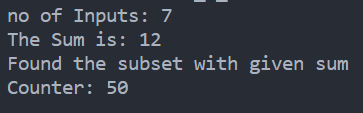 no of Inputs: 7
The Sum is: 12
Found the subset with given sum
Counter: 50